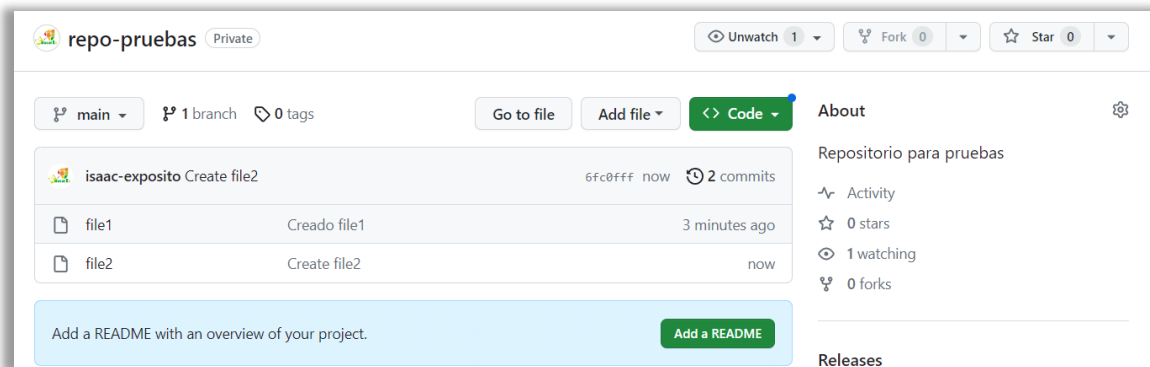 repo-pruebas Private Unwatch 1 Fork 0 Star 0
main 1 branch 0 tags Go to file Add file Code
isaac-exposito Create file2 6fc0fff now 2 commits
file1 Creado file1 3 minutes ago
file2 Create file2 now
Add a README with an overview of your project. Add a README
About
Repositorio para pruebas
Activity
0 stars
1 watching
0 forks
Releases